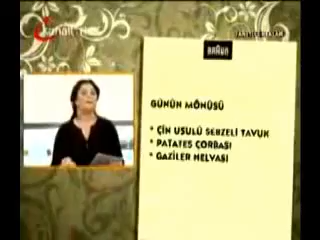 BRAUN
GÜNÜN MÖNÜSÜ
* ÇİN USULÜ SEBZELİ TAVUK
* PATATES ÇORBASI
* GAZİLER HELVASI